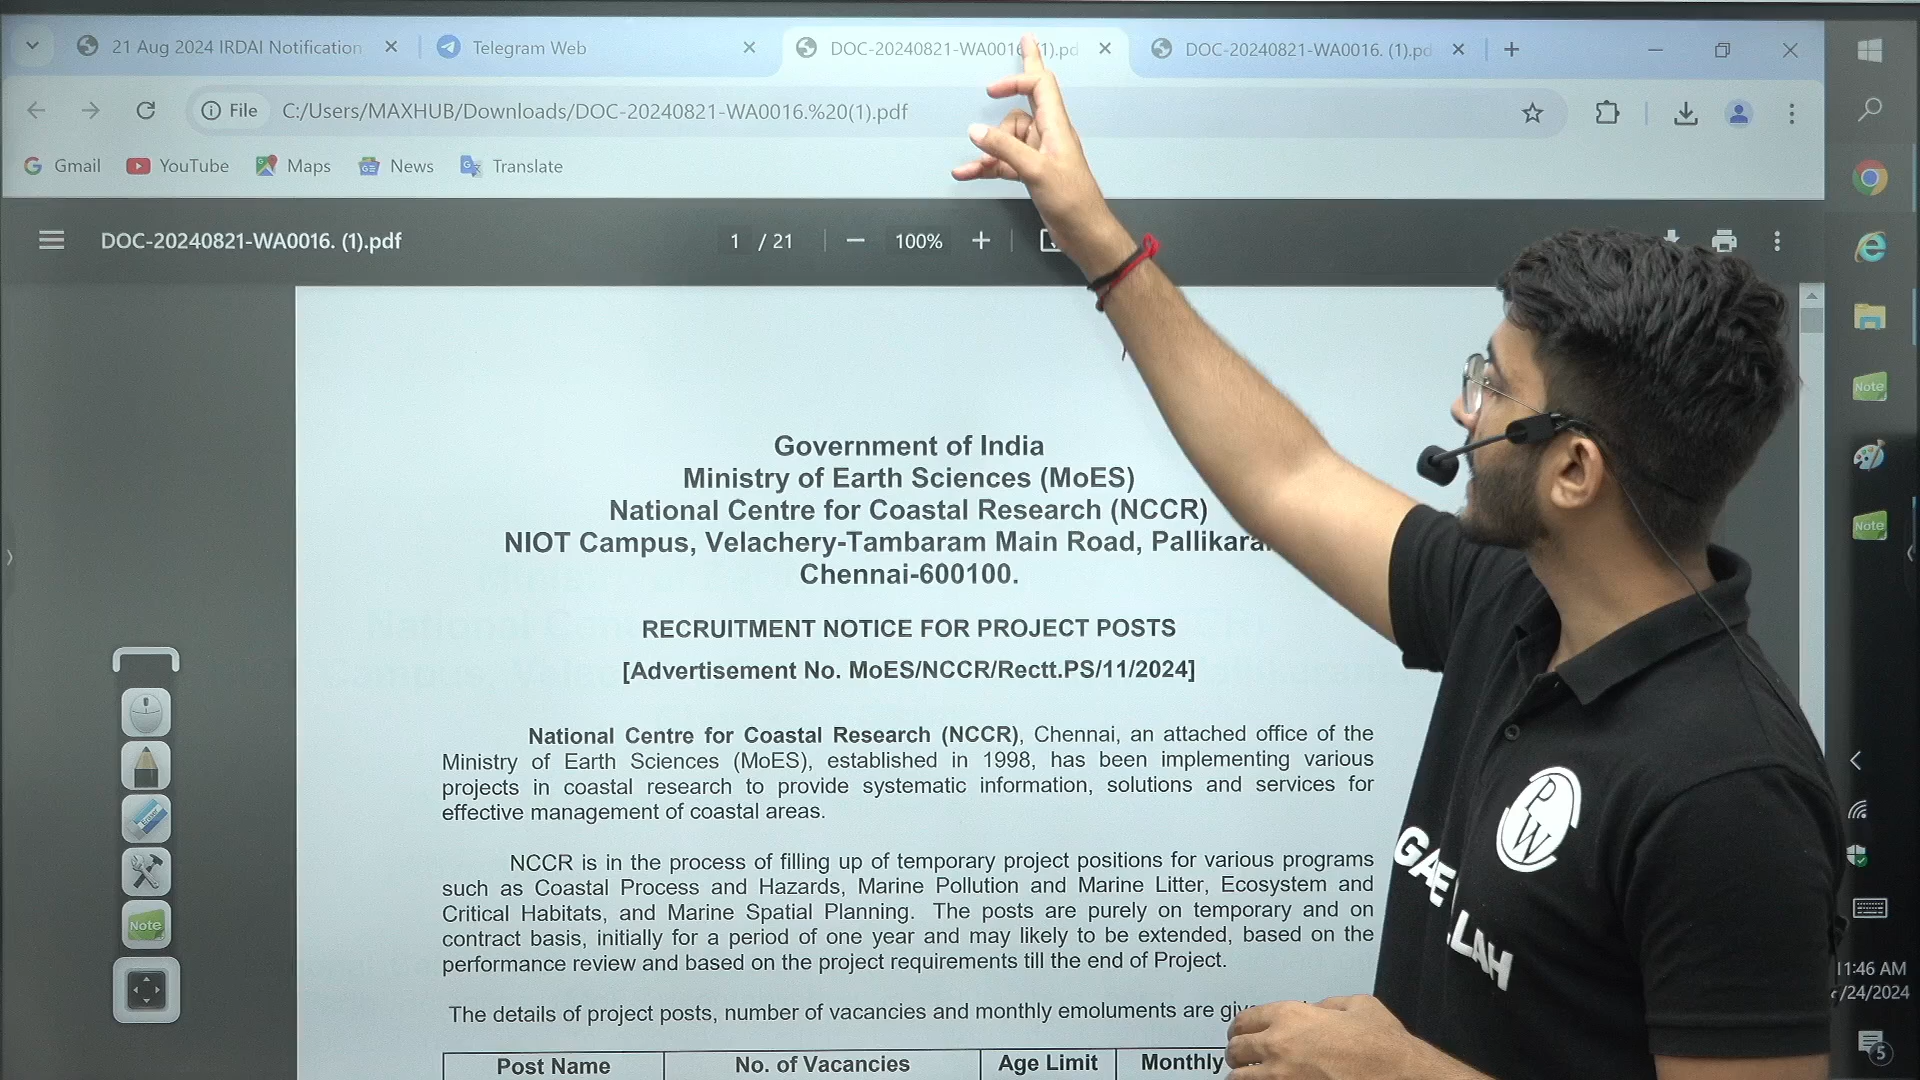 21 Aug 2024 IRDAI Notification
Telegram Web
DOC-20240821-WA0016. (1).pd
DOC-20240821-WA0016. (1).pd
File
C:/Users/MAXHUB/Downloads/DOC-20240821-WA0016.%20(1).pdf
Gmail
YouTube
Maps
News
Translate
DOC-20240821-WA0016. (1).pdf
1 / 21
100%
Government of India
Ministry of Earth Sciences (MoES)
National Centre for Coastal Research (NCCR)
NIOT Campus, Velachery-Tambaram Main Road,
Chennai-600100.
RECRUITMENT NOTICE FOR PROJECT POSTS
[Advertisement No. MoES/NCCR/Rectt.PS/11/2024]
National Centre for Coastal Research (NCCR), Chennai, an attached office of the
Ministry of Earth Sciences (MoES), established in 1998, has been implementing various
projects in coastal research to provide systematic information, solutions and services for
effective management of coastal areas.
NCCR is in the process of filling up of temporary project positions for various programs
such as Coastal Process and Hazards, Marine Pollution and Marine Litter, Ecosystem and
Critical Habitats, and Marine Spatial Planning. The posts are purely on temporary and on
contract basis, initially for a period of one year and may likely to be extended, based on the
performance review and based on the project requirements till the end of Project.
The details of project posts, number of vacancies and monthly emoluments are
Post Name
No. of Vacancies
Age Limit
Monthly
Eraser
Note
Note
Note
PW
11:46 AM
/24/2024
5